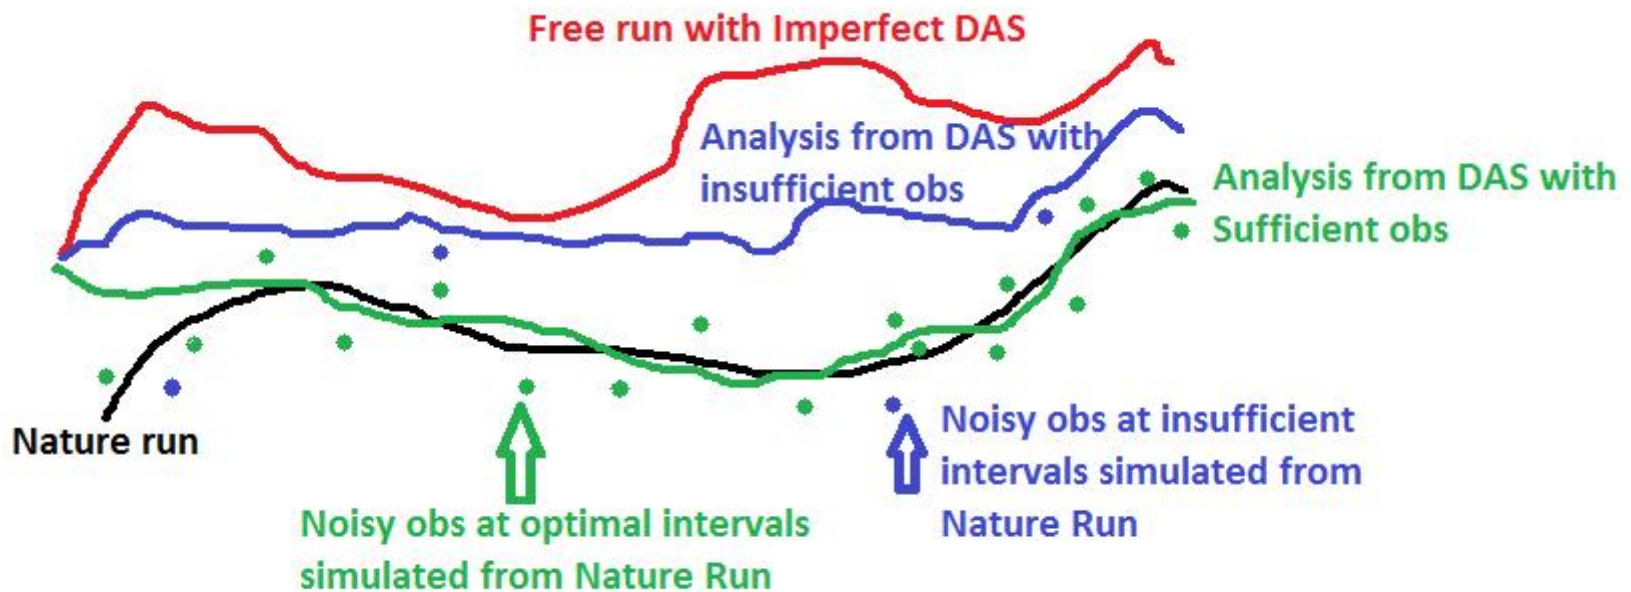 Free run with Imperfect DAS
Analysis from DAS with
insufficient obs
Analysis from DAS with
Sufficient obs
Nature run
Noisy obs at insufficient
intervals simulated from
Nature Run
Noisy obs at optimal intervals
simulated from Nature Run